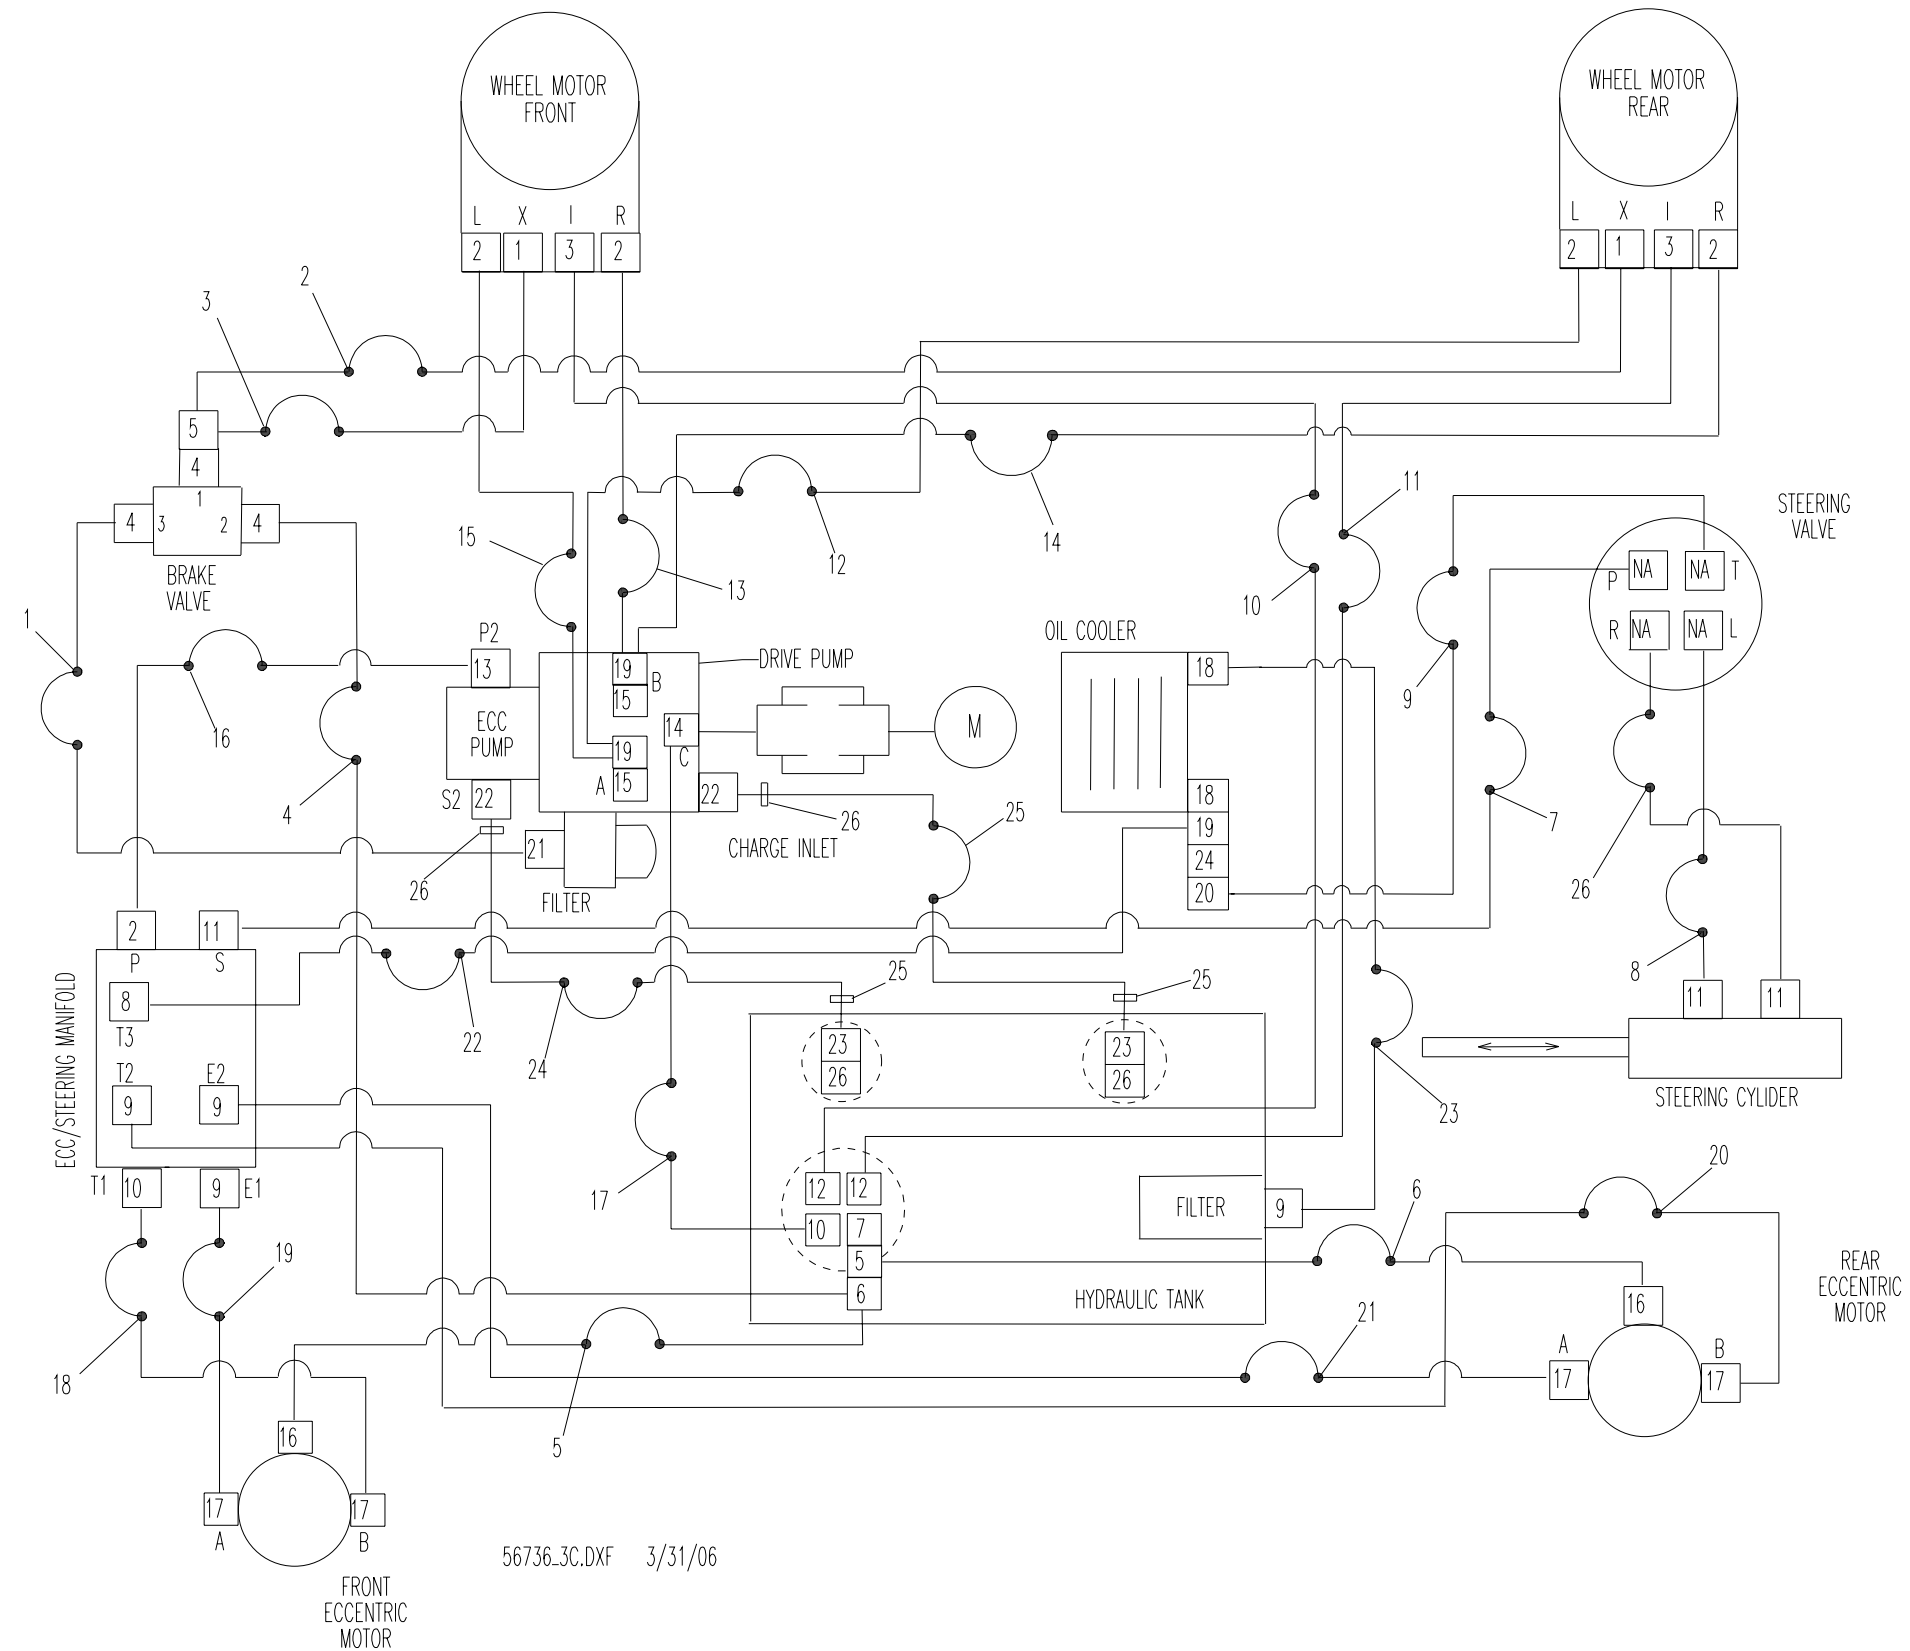 WHEEL MOTOR
FRONT
WHEEL MOTOR
REAR
L X I R
2 1 3 2
L X I R
2 1 3 2
2
3
5
4
1
4 3
2 4
BRAKE
VALVE
1
16
4
15
13
12
14
10
11
9
7
STEERING
VALVE
P NA
NA T
R NA
NA L
26
8
P2
13
ECC
PUMP
S2 22
26
19
15
B
14
C
19
A 15
22
DRIVE PUMP
M
26
CHARGE INLET
25
21
FILTER
OIL COOLER
18
18
19
24
20
2
11
P
S
8
T3
T2
9
E2
9
ECC/STEERING MANIFOLD
T1 10
9 E1
22
24
25
25
23
26
23
26
17
12 12
10 7
5
6
FILTER
9
HYDRAULIC TANK
23
11
11
STEERING CYLIDER
6
20
21
16
A
17
B
17
REAR
ECCENTRIC
MOTOR
18
19
5
16
17
A
17
B
FRONT
ECCENTRIC
MOTOR
56736_3C.DXF 3/31/06